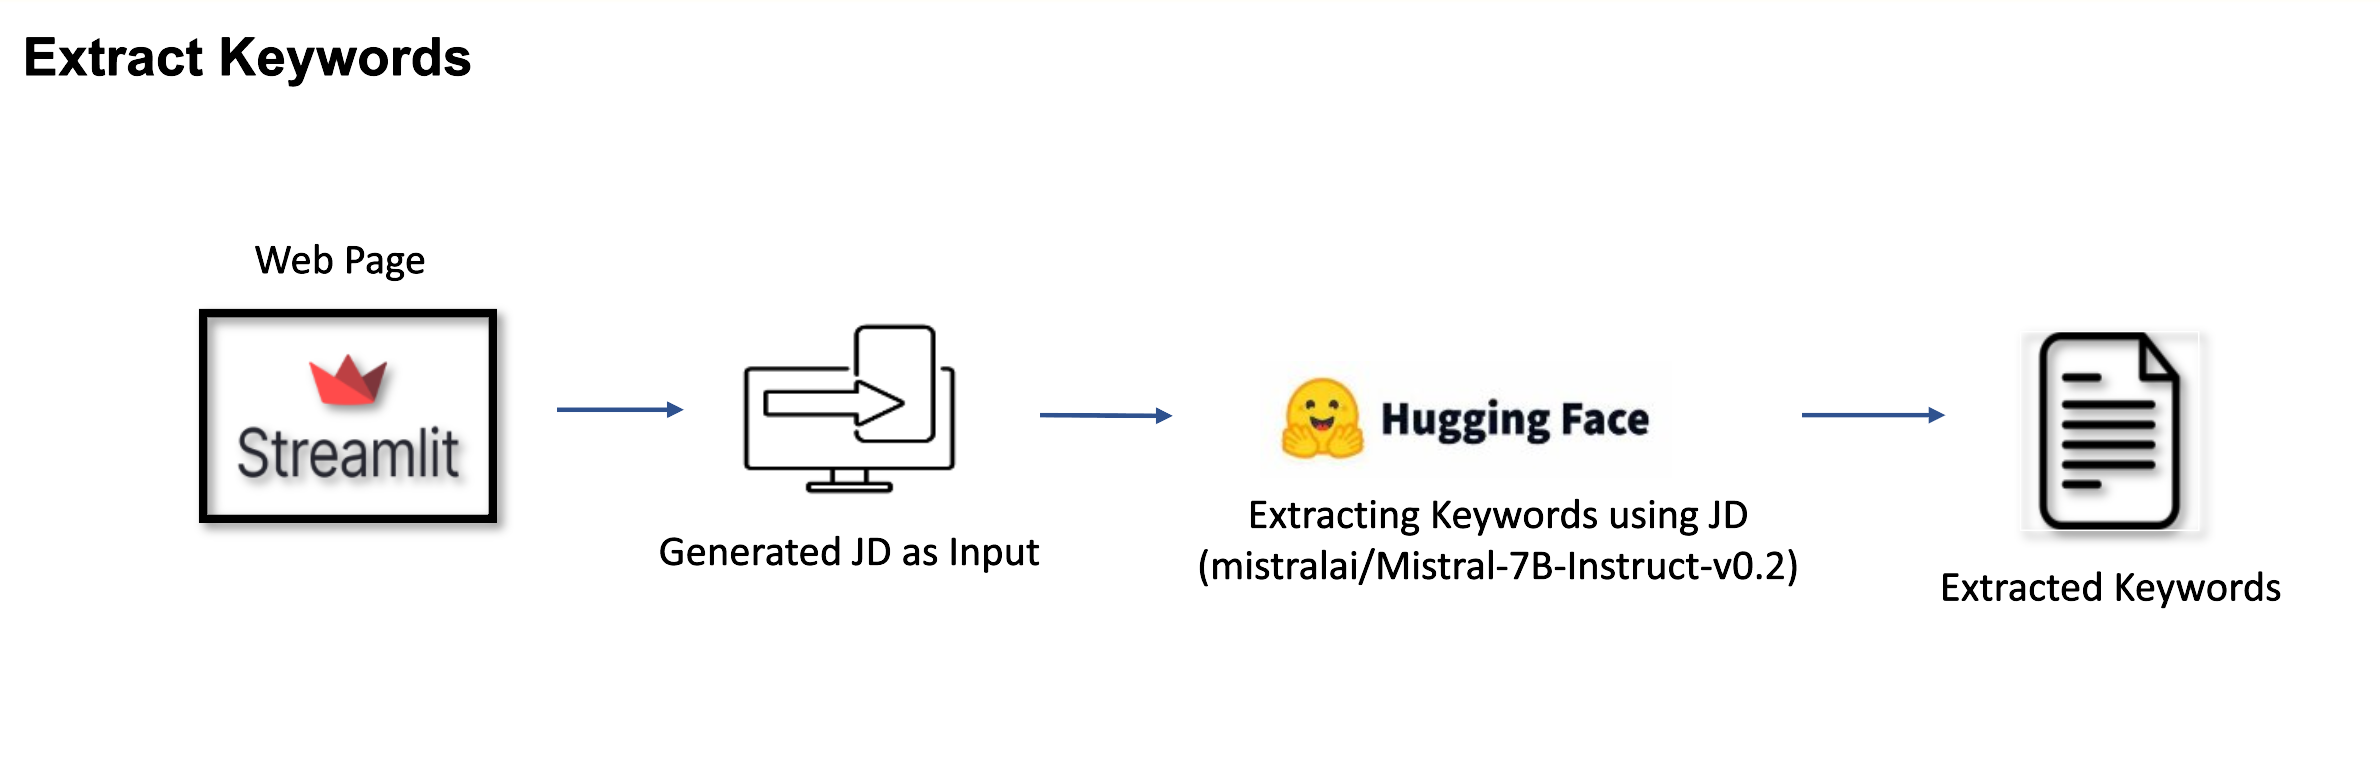 Extract Keywords
Web Page
Streamlit
Generated JD as Input
Hugging Face
Extracting Keywords using JD
(mistralai/Mistral-7B-Instruct-v0.2)
Extracted Keywords